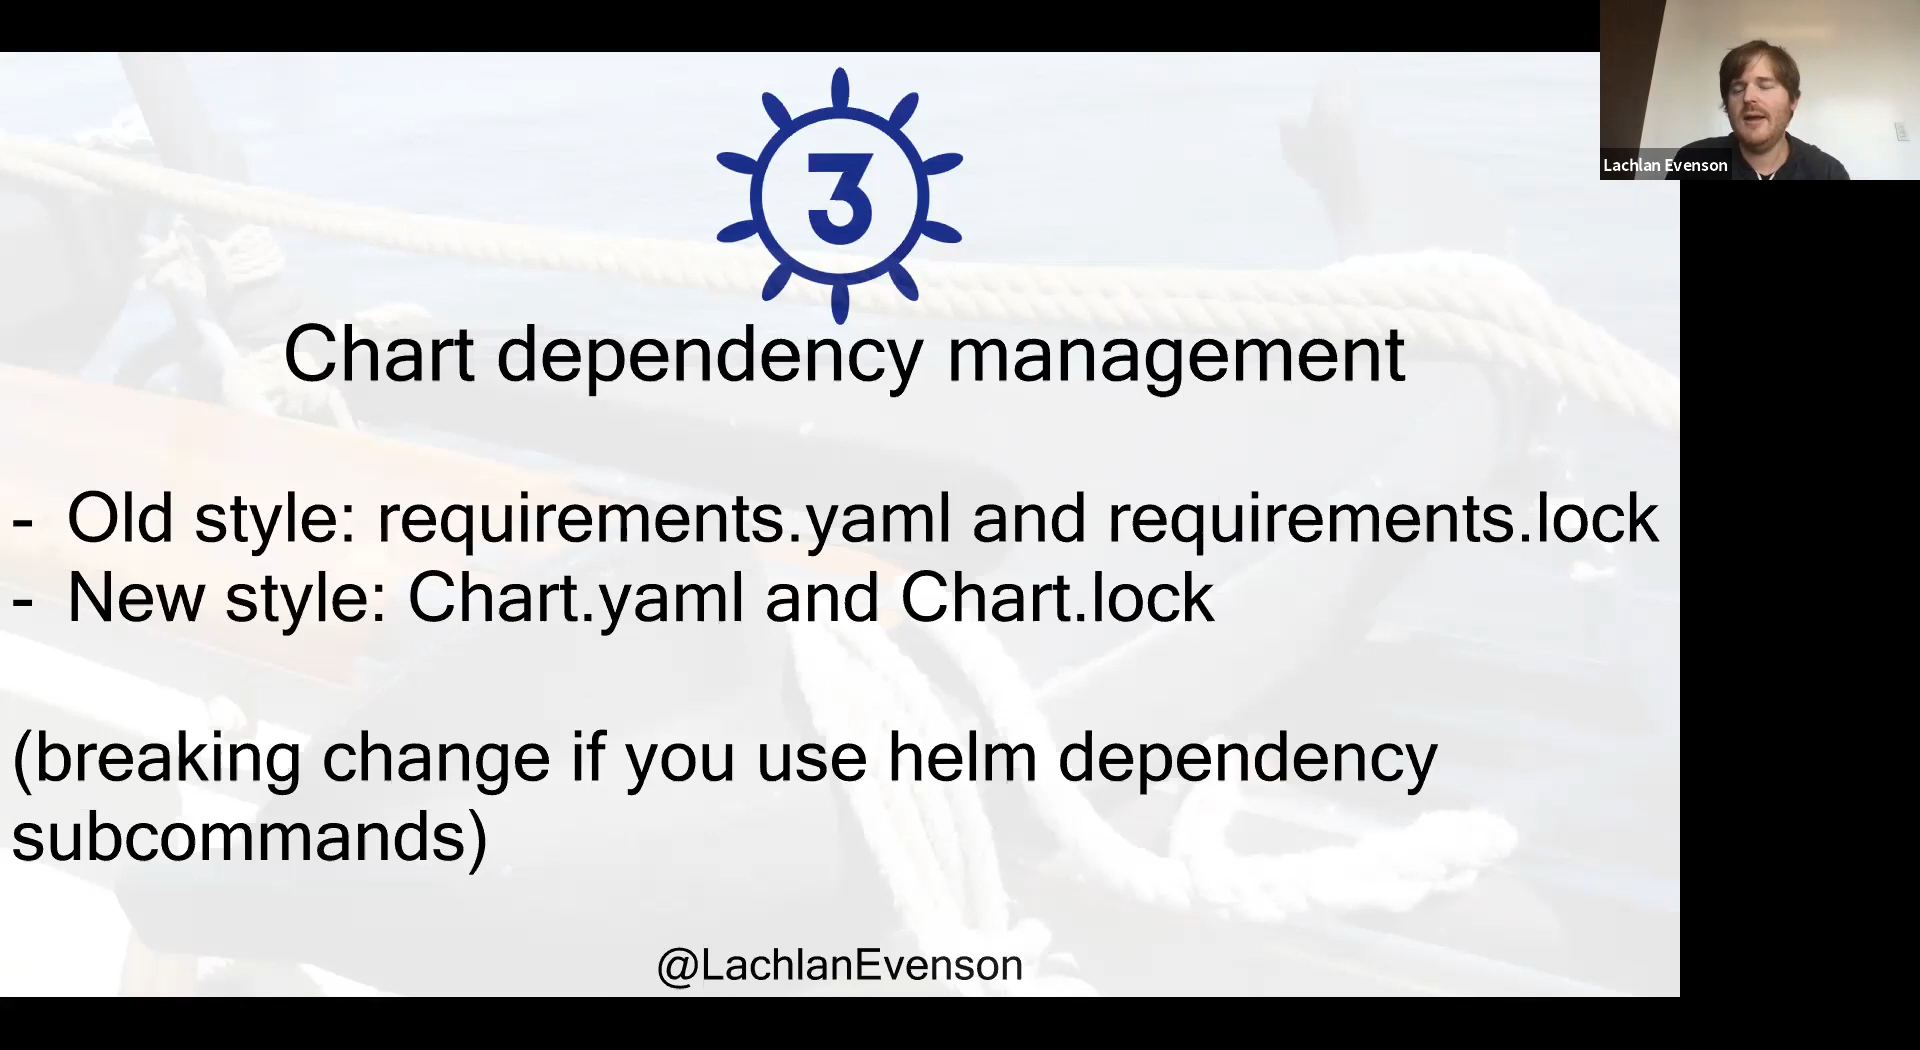 Lachlan Evenson
3
Chart dependency management
- Old style: requirements.yaml and requirements.lock
- New style: Chart.yaml and Chart.lock
(breaking change if you use helm dependency
subcommands)
@LachlanEvenson